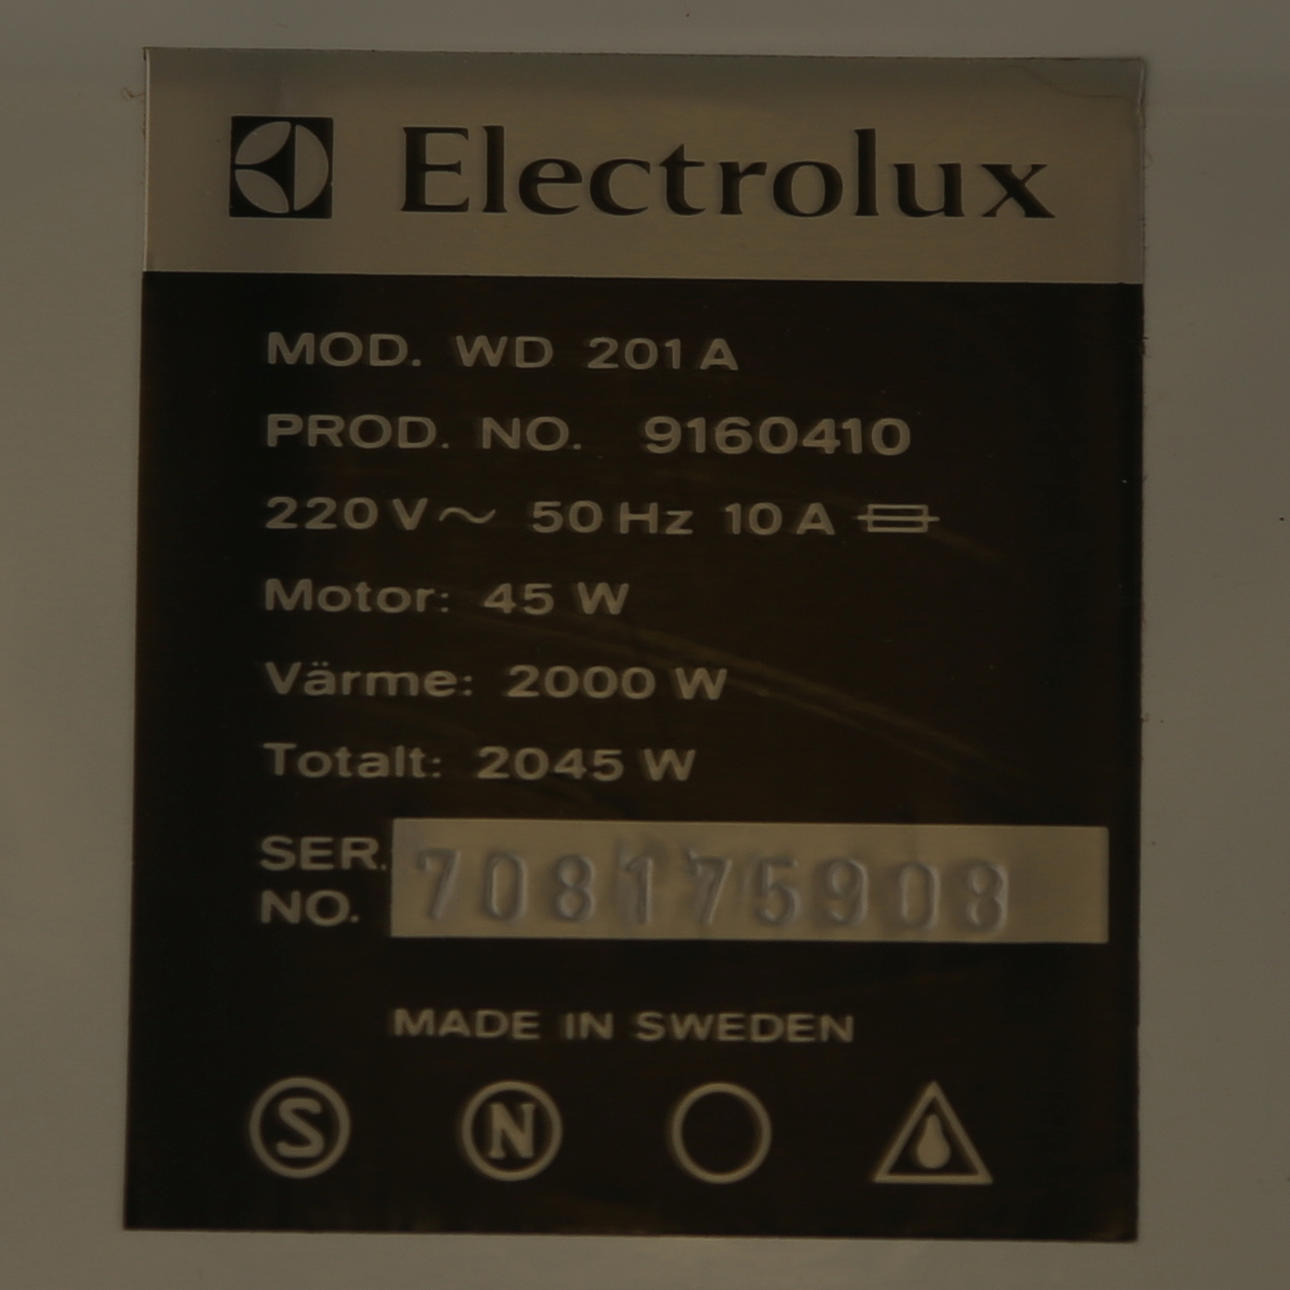 Electrolux
MOD. WD 201 A
PROD. NO. 9160410
220 V~ 50 Hz 10 A
Motor: 45 W
Värme: 2000 W
Totalt: 2045 W
SER. NO. 708175908
MADE IN SWEDEN
S N